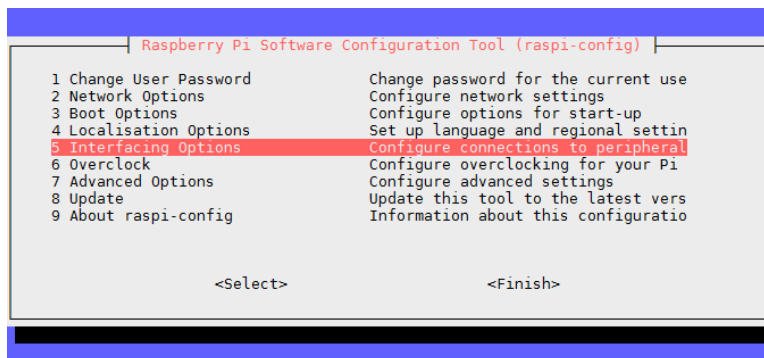 Raspberry Pi Software Configuration Tool (raspi-config)
1 Change User Password Change password for the current use
2 Network Options Configure network settings
3 Boot Options Configure options for start-up
4 Localisation Options Set up language and regional settin
5 Interfacing Options Configure connections to peripheral
6 Overclock Configure overclocking for your Pi
7 Advanced Options Configure advanced settings
8 Update Update this tool to the latest vers
9 About raspi-config Information about this configuratio
<Select> <Finish>